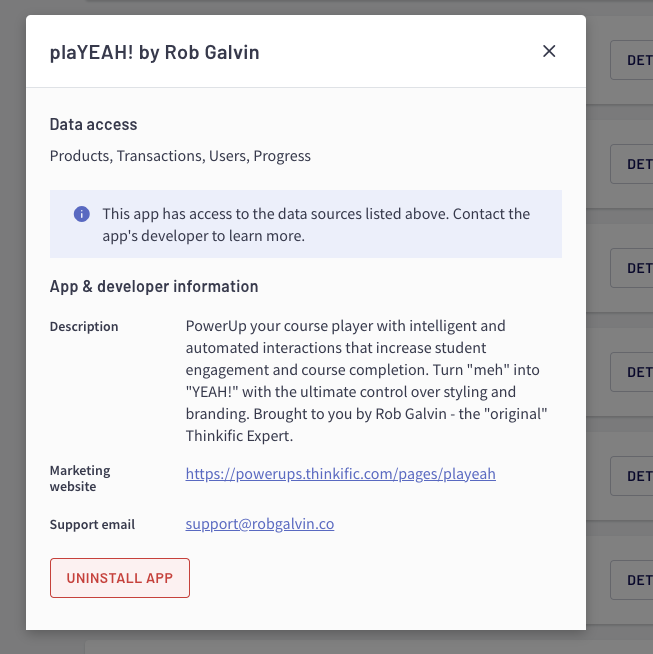 plaYEAH! by Rob Galvin
Data access
Products, Transactions, Users, Progress
This app has access to the data sources listed above. Contact the
app's developer to learn more.
App & developer information
Description
PowerUp your course player with intelligent and
automated interactions that increase student
engagement and course completion. Turn "meh" into
"YEAH!" with the ultimate control over styling and
branding. Brought to you by Rob Galvin - the "original"
Thinkific Expert.
Marketing
website
https://powerups.thinkific.com/pages/playeah
Support email
support@robgalvin.co
UNINSTALL APP
DET
DET
DET
DET
DET
DET